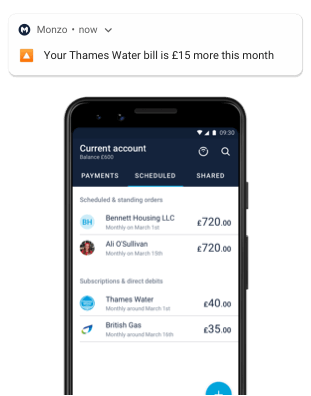 Monzo • now
Your Thames Water bill is £15 more this month
09:30
Current account
Balance £600
PAYMENTS SCHEDULED SHARED
Scheduled & standing orders
BH Bennett Housing LLC £720.00
Monthly on March 1st
Ali O'Sullivan £720.00
Monthly on March 15th
Subscriptions & direct debits
Thames Water £40.00
Monthly around March 1st
British Gas £35.00
Monthly around March 16th